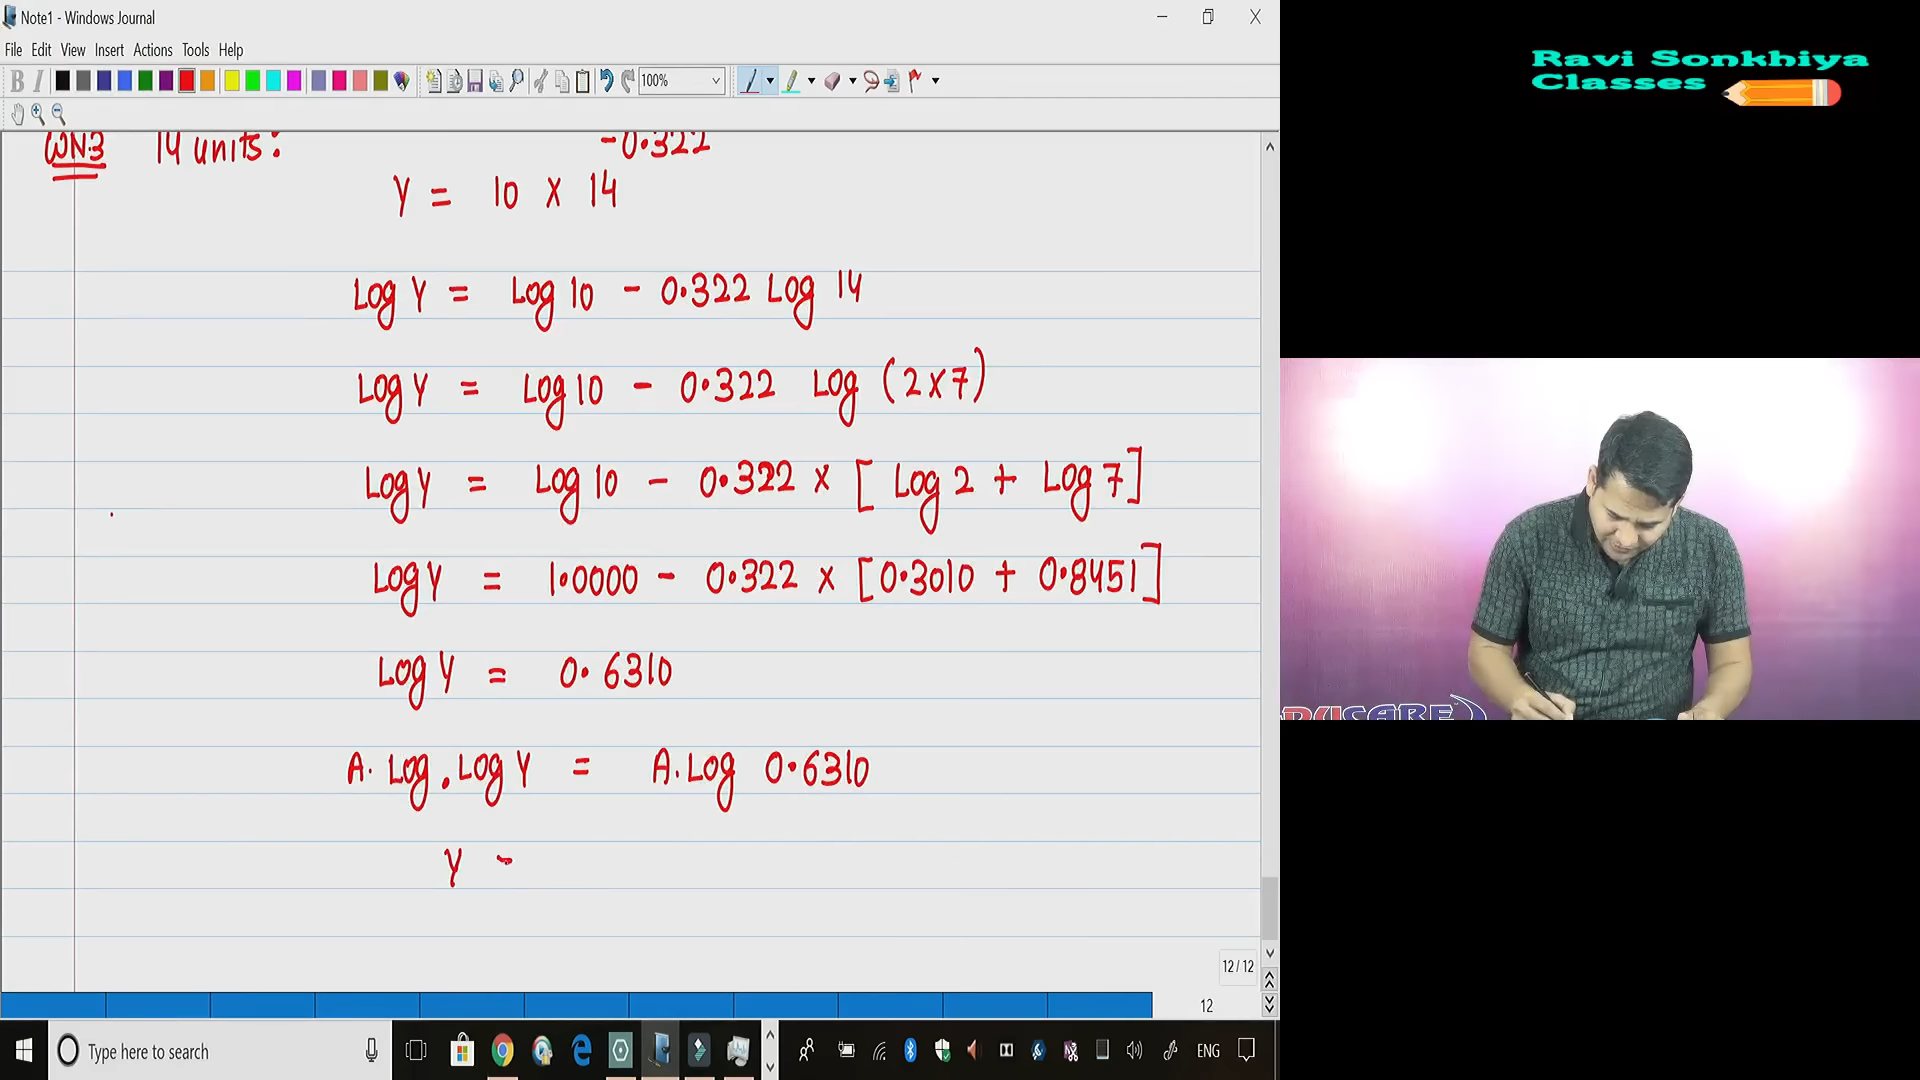 Note1 - Windows Journal
File Edit View Insert Actions Tools Help
B I 100%
WN3 14 units: -0.322
Y = 10 X 14
Log Y = Log 10 - 0.322 Log 14
Log Y = Log 10 - 0.322 Log (2x7)
Log Y = Log 10 - 0.322 x [Log 2 + Log 7]
Log Y = 1.0000 - 0.322 x [0.3010 + 0.8451]
Log Y = 0.6310
A. Log. Log Y = A. Log 0.6310
Y -
12 / 12
12
Type here to search
ENG
Ravi Sonkhiya
Classes